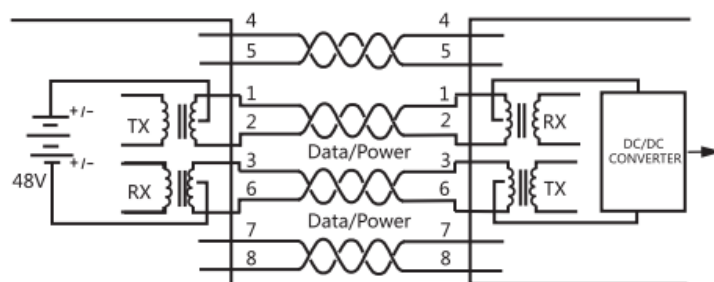 4 4
5 5
+/− 1 1
TX 2 2 RX
Data/Power
DC/DC
CONVERTER
+/− 3 3
48V RX 6 6 TX
Data/Power
7 7
8 8